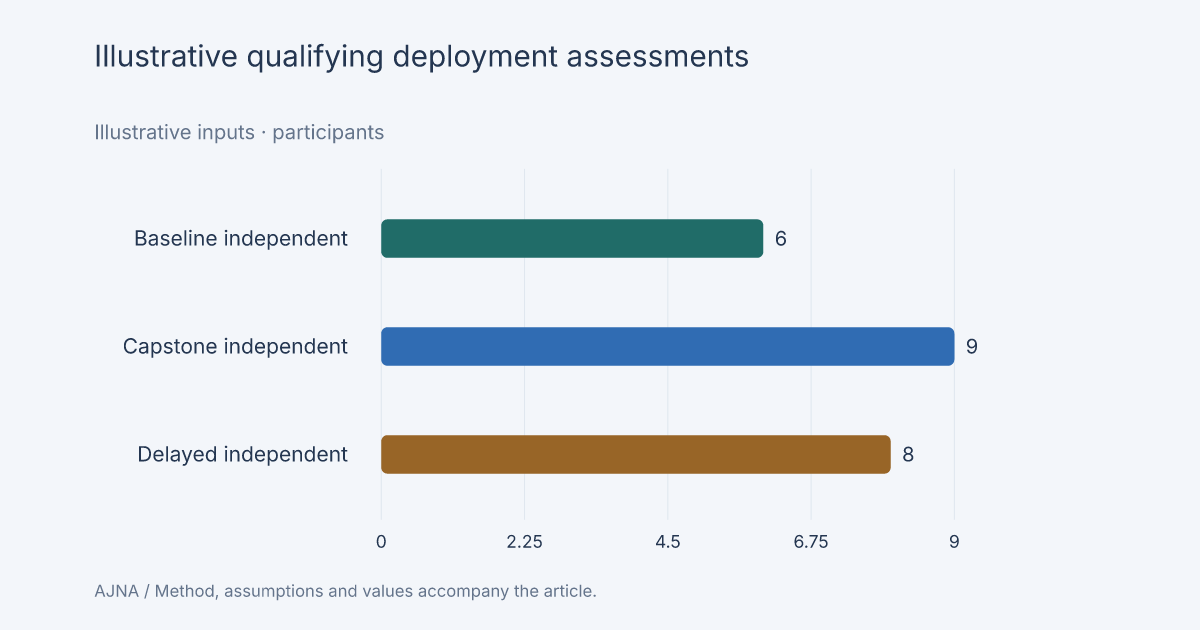 Illustrative qualifying deployment assessments
Illustrative inputs · participants
Baseline independent 6
Capstone independent 9
Delayed independent 8
0 2.25 4.5 6.75 9
AJNA / Method, assumptions and values accompany the article.